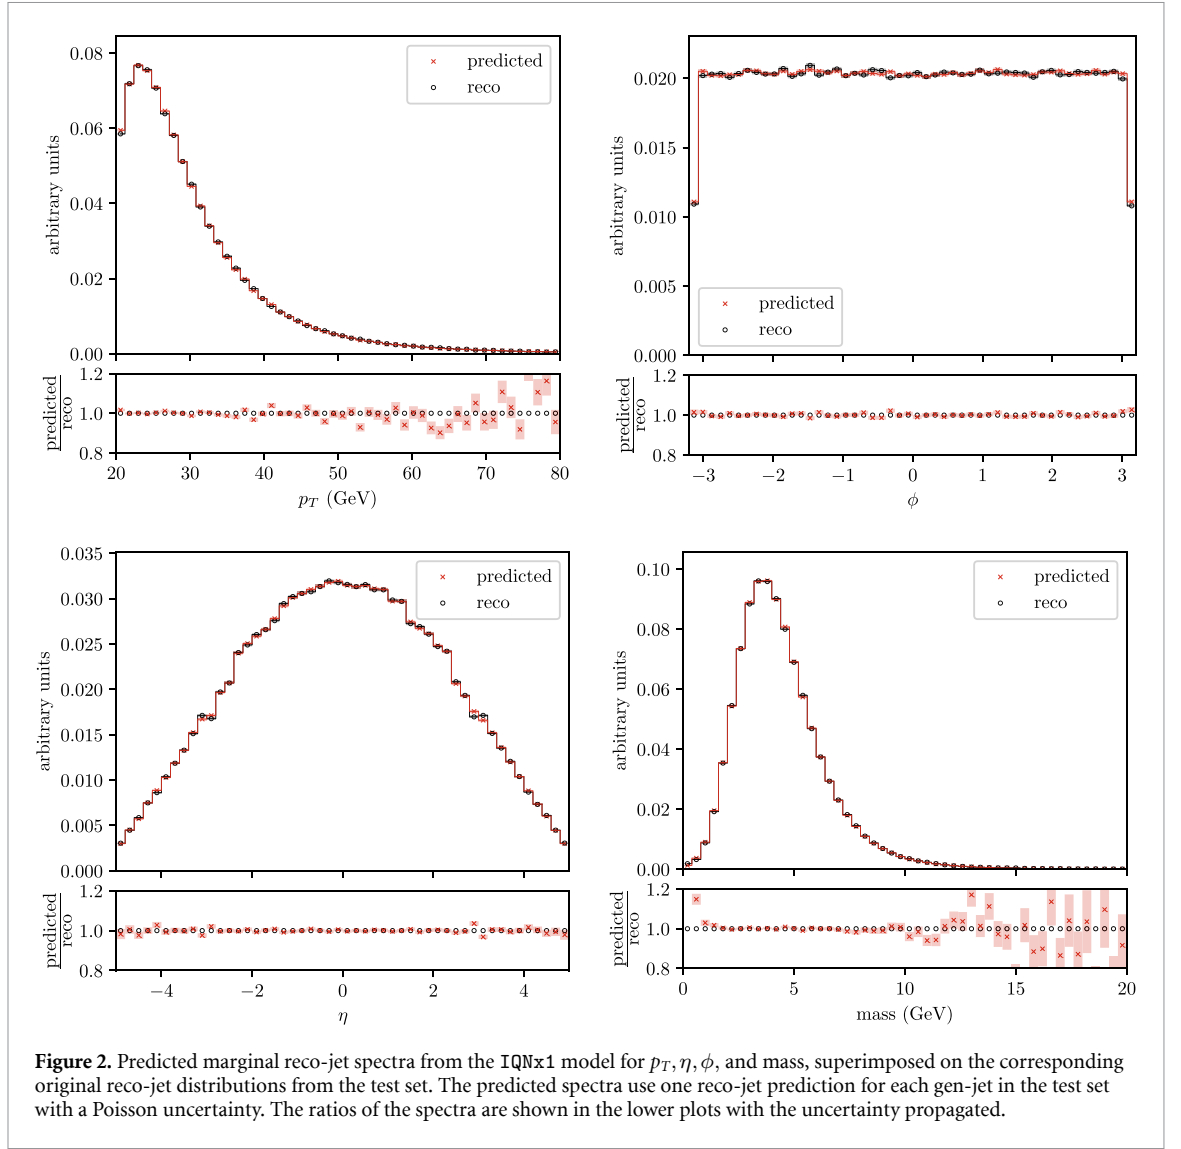 0.08
0.06
0.04
0.02
0.00
arbitrary units
predicted
reco
1.2
1.0
0.8
predicted
reco
20 30 40 50 60 70 80
p_T (GeV)
0.020
0.015
0.010
0.005
0.000
arbitrary units
predicted
reco
1.2
1.0
0.8
predicted
reco
−3 −2 −1 0 1 2 3
ϕ
0.035
0.030
0.025
0.020
0.015
0.010
0.005
0.000
arbitrary units
predicted
reco
1.2
1.0
0.8
predicted
reco
−4 −2 0 2 4
η
0.10
0.08
0.06
0.04
0.02
0.00
arbitrary units
predicted
reco
1.2
1.0
0.8
predicted
reco
0 5 10 15 20
mass (GeV)
Figure 2. Predicted marginal reco-jet spectra from the IQNx1 model for p_T, η, ϕ, and mass, superimposed on the corresponding
original reco-jet distributions from the test set. The predicted spectra use one reco-jet prediction for each gen-jet in the test set
with a Poisson uncertainty. The ratios of the spectra are shown in the lower plots with the uncertainty propagated.